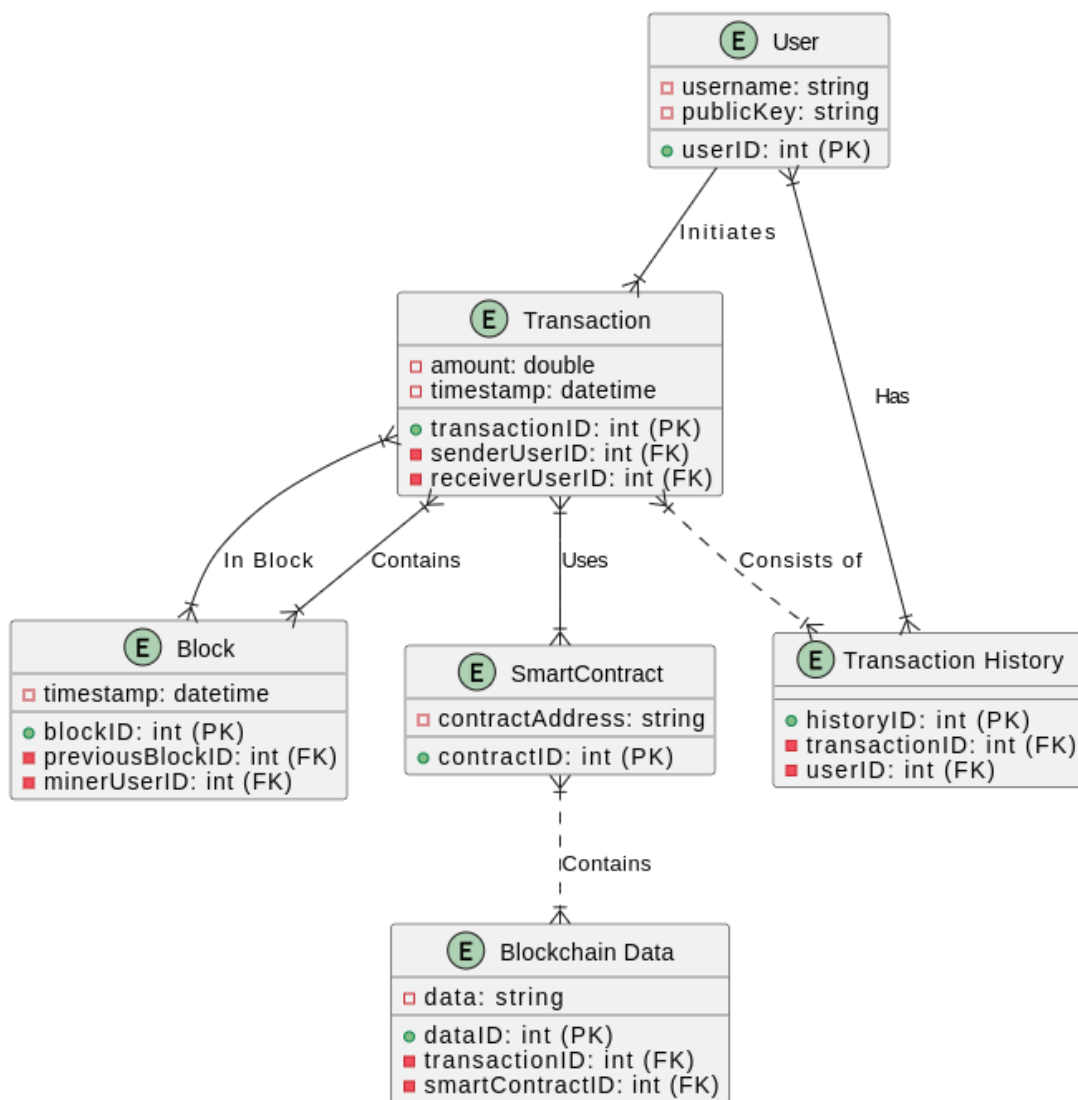 E User
username: string
publicKey: string
userID: int (PK)
Initiates
E Transaction
amount: double
timestamp: datetime
transactionID: int (PK)
senderUserID: int (FK)
receiverUserID: int (FK)
Has
In Block
Contains
Uses
Consists of
E Block
timestamp: datetime
blockID: int (PK)
previousBlockID: int (FK)
minerUserID: int (FK)
E SmartContract
contractAddress: string
contractID: int (PK)
E Transaction History
historyID: int (PK)
transactionID: int (FK)
userID: int (FK)
Contains
E Blockchain Data
data: string
dataID: int (PK)
transactionID: int (FK)
smartContractID: int (FK)